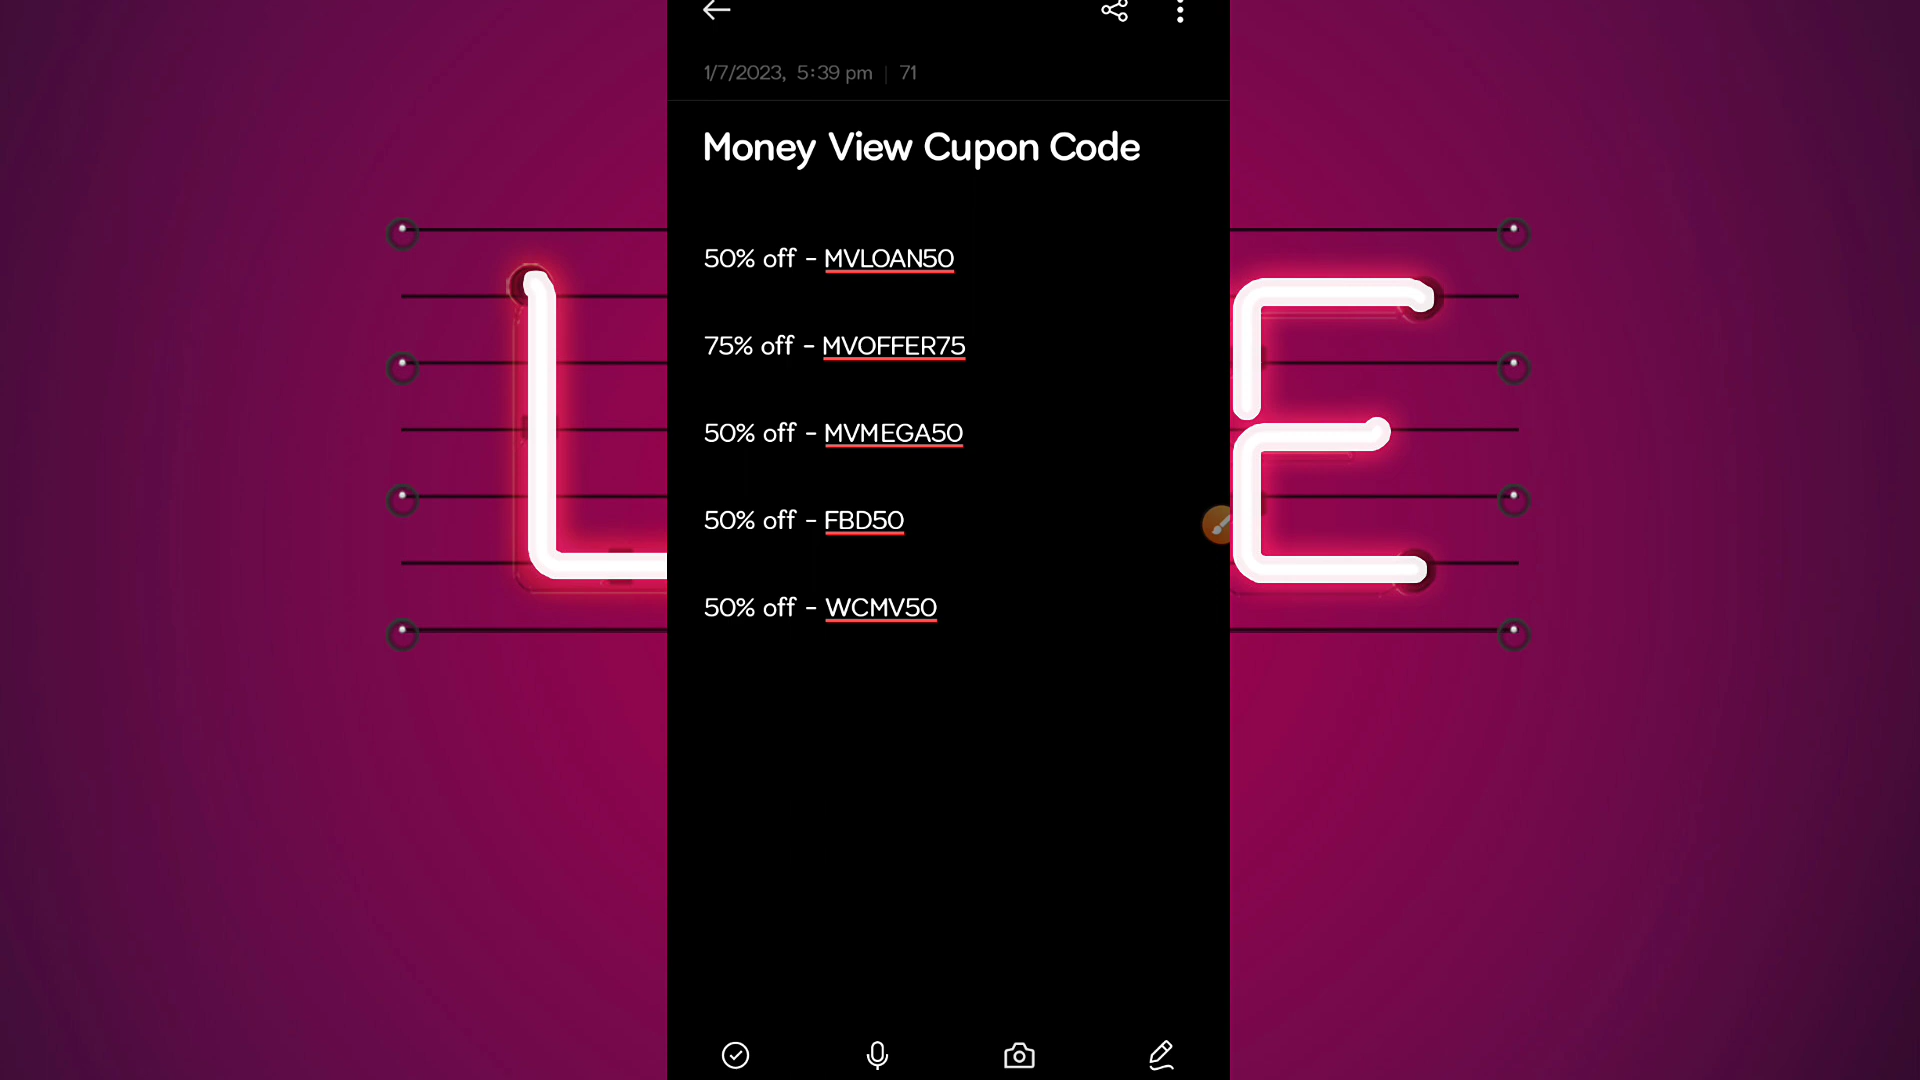 1/7/2023, 5:39 pm | 71
Money View Cupon Code
50% off - MVLOAN50
75% off - MVOFFER75
50% off - MVMEGA50
50% off - FBD50
50% off - WCMV50
L E